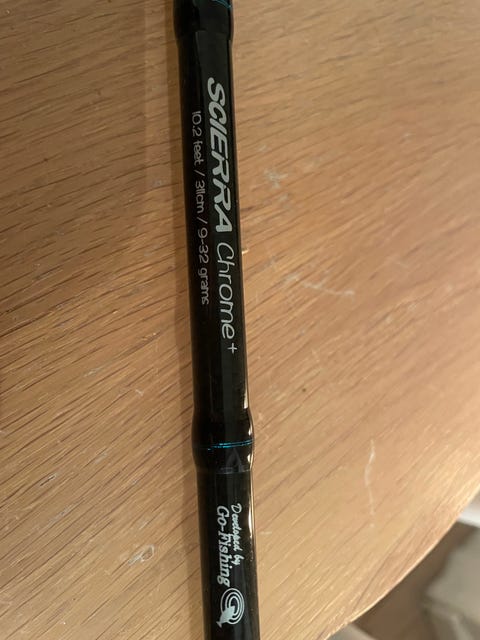 SCIERRA Chrome+
10.2 feet / 311cm / 9-32 grams
Developed by
Go-Fishing